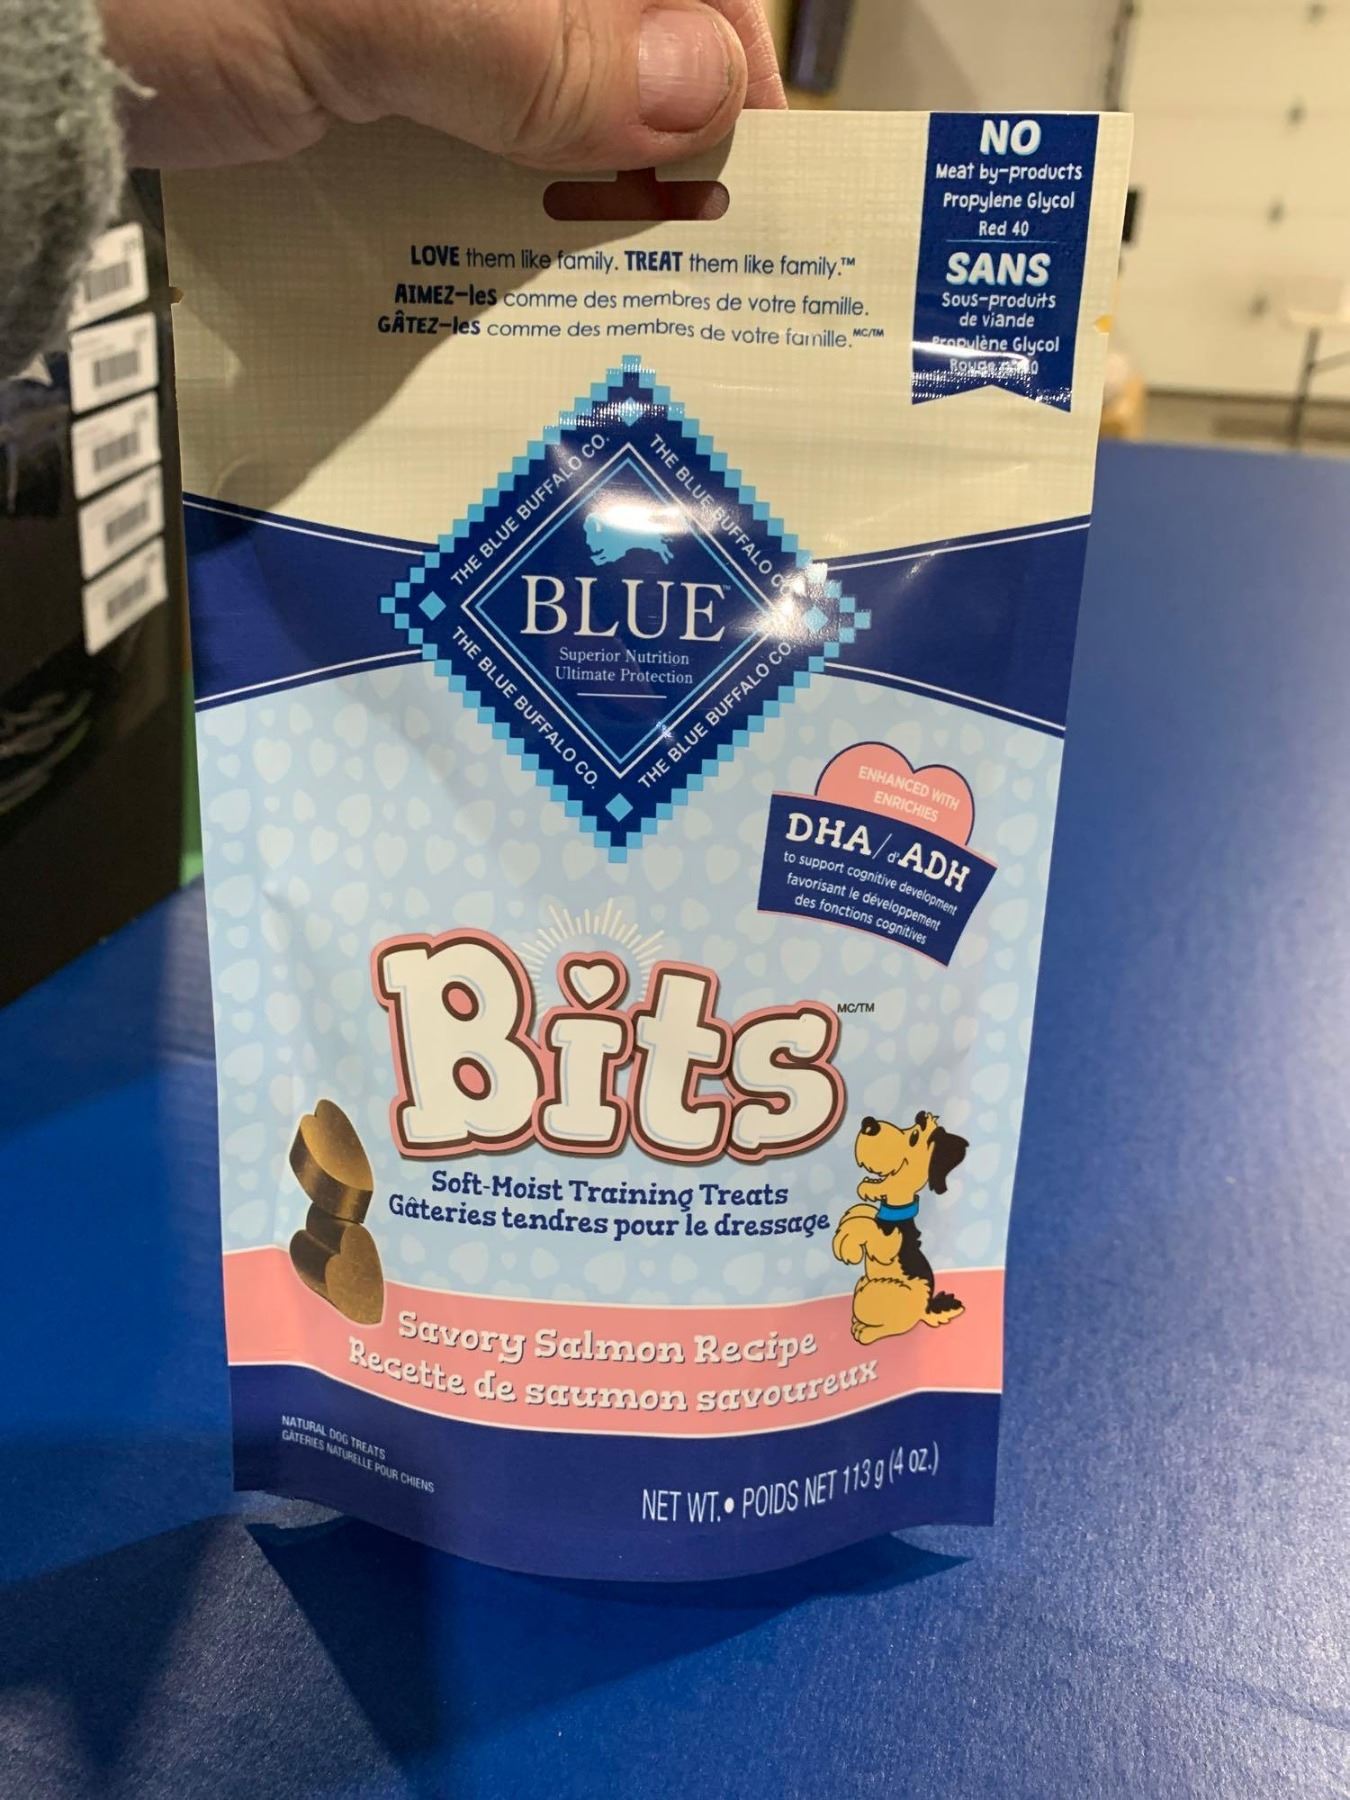 NO
Meat by-products
Propylene Glycol
Red 40
SANS
Sous-produits
de viande
Propylène Glycol
LOVE them like family. TREAT them like family.™
AIMEZ-les comme des membres de votre famille.
GÂTEZ-les comme des membres de votre famille.MC/TM
THE BLUE BUFFALO CO.
THE BLUE BUFFALO CO.
BLUE™
Superior Nutrition
Ultimate Protection
THE BLUE BUFFALO CO.
THE BLUE BUFFALO CO.
ENHANCED WITH
ENRICHIES
DHA/d'ADH
to support cognitive development
favorisant le développement
des fonctions cognitives
Bits MC/TM
Soft-Moist Training Treats
Gâteries tendres pour le dressage
Savory Salmon Recipe
Recette de saumon savoureux
NATURAL DOG TREATS
GÂTERIES NATURELLE POUR CHIENS
NET WT.• POIDS NET 113 g (4 oz.)